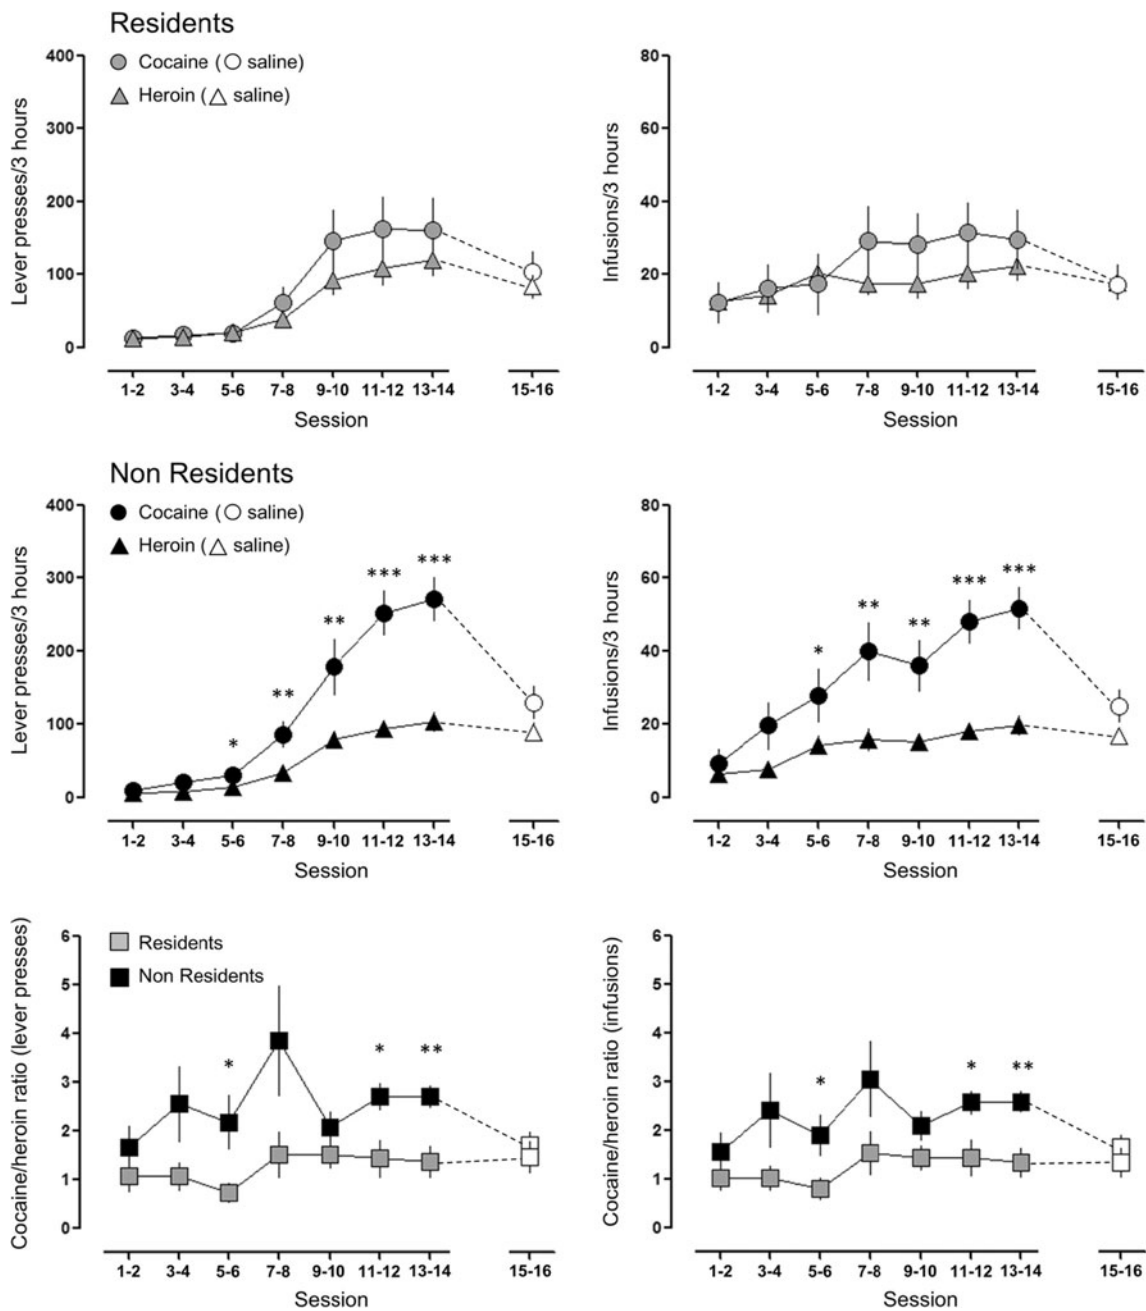 Residents
Cocaine ( saline)
Heroin ( saline)
Lever presses/3 hours
400
300
200
100
0
1-2 3-4 5-6 7-8 9-10 11-12 13-14 15-16
Session
Infusions/3 hours
80
60
40
20
0
1-2 3-4 5-6 7-8 9-10 11-12 13-14 15-16
Session
Non Residents
Cocaine ( saline)
Heroin ( saline)
Lever presses/3 hours
400
300
200
100
0
* ** ** *** ***
1-2 3-4 5-6 7-8 9-10 11-12 13-14 15-16
Session
Infusions/3 hours
80
60
40
20
0
* ** ** *** ***
1-2 3-4 5-6 7-8 9-10 11-12 13-14 15-16
Session
Cocaine/heroin ratio (lever presses)
Residents
Non Residents
6
5
4
3
2
1
0
* * **
1-2 3-4 5-6 7-8 9-10 11-12 13-14 15-16
Session
Cocaine/heroin ratio (infusions)
6
5
4
3
2
1
0
* * **
1-2 3-4 5-6 7-8 9-10 11-12 13-14 15-16
Session